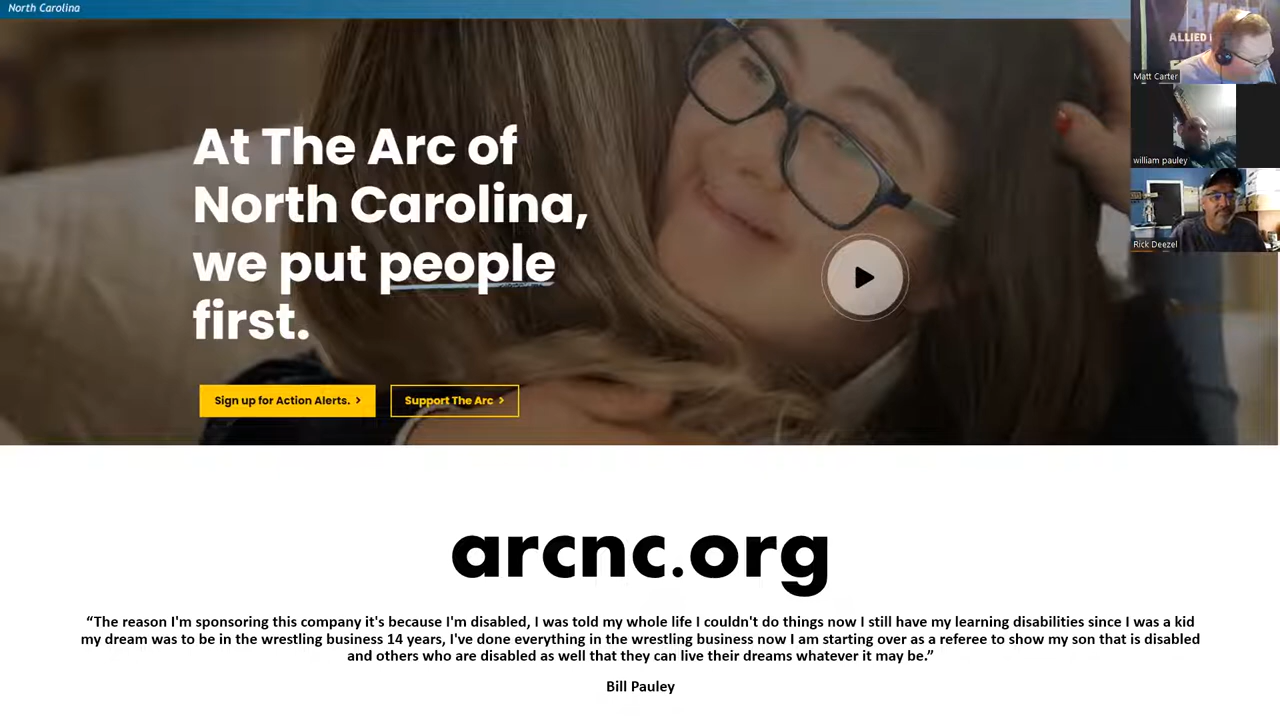 North Carolina
At The Arc of
North Carolina,
we put people
first.
Sign up for Action Alerts. >
Support The Arc >
ALLIED
Matt Carter
william pauley
Rick Deezel
arcnc.org
“The reason I'm sponsoring this company it's because I'm disabled, I was told my whole life I couldn't do things now I still have my learning disabilities since I was a kid
my dream was to be in the wrestling business 14 years, I've done everything in the wrestling business now I am starting over as a referee to show my son that is disabled
and others who are disabled as well that they can live their dreams whatever it may be.”
Bill Pauley